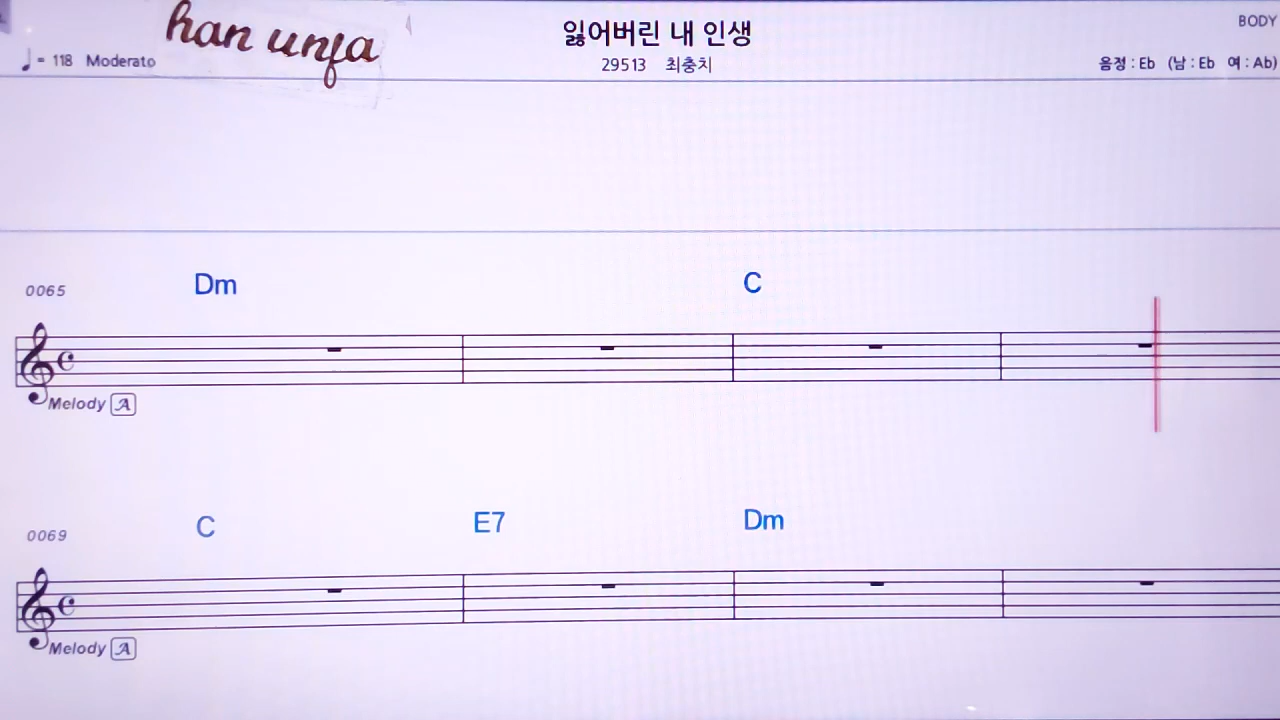 han unja
잃어버린 내 인생
BODY
♩ = 118 Moderato
29513 최충치
음정 : Eb (남 : Eb 여 : Ab)
0065
Dm C
Melody A
0069
C E7 Dm
Melody A